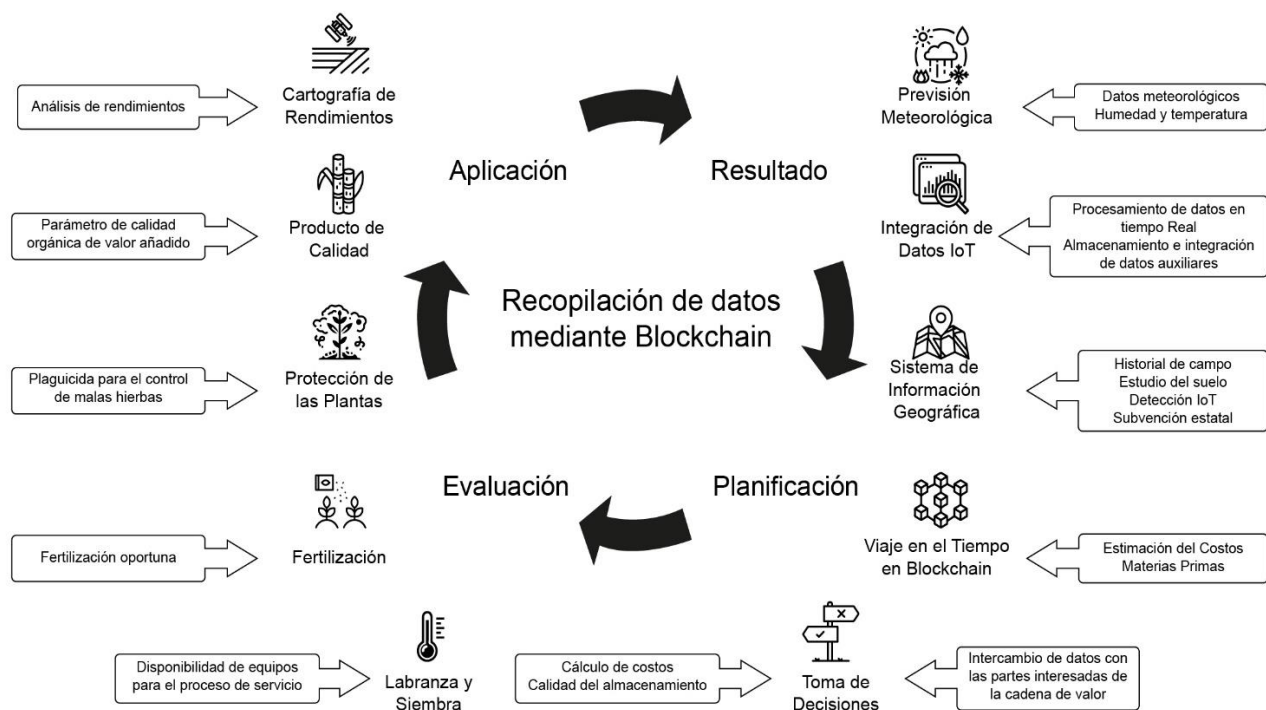 Análisis de rendimientos
Cartografía de
Rendimientos
Previsión
Meteorológica
Datos meteorológicos
Humedad y temperatura
Aplicación
Resultado
Parámetro de calidad
orgánica de valor añadido
Producto de
Calidad
Integración de
Datos IoT
Procesamiento de datos en
tiempo Real
Almacenamiento e integración
de datos auxiliares
Recopilación de datos
mediante Blockchain
Plaguicida para el control
de malas hierbas
Protección de
las Plantas
Sistema de
Información
Geográfica
Historial de campo
Estudio del suelo
Detección IoT
Subvención estatal
Evaluación
Planificación
Fertilización oportuna
Fertilización
Viaje en el Tiempo
en Blockchain
Estimación del Costos
Materias Primas
Disponibilidad de equipos
para el proceso de servicio
Labranza y
Siembra
Cálculo de costos
Calidad del almacenamiento
Toma de
Decisiones
Intercambio de datos con
las partes interesadas de
la cadena de valor